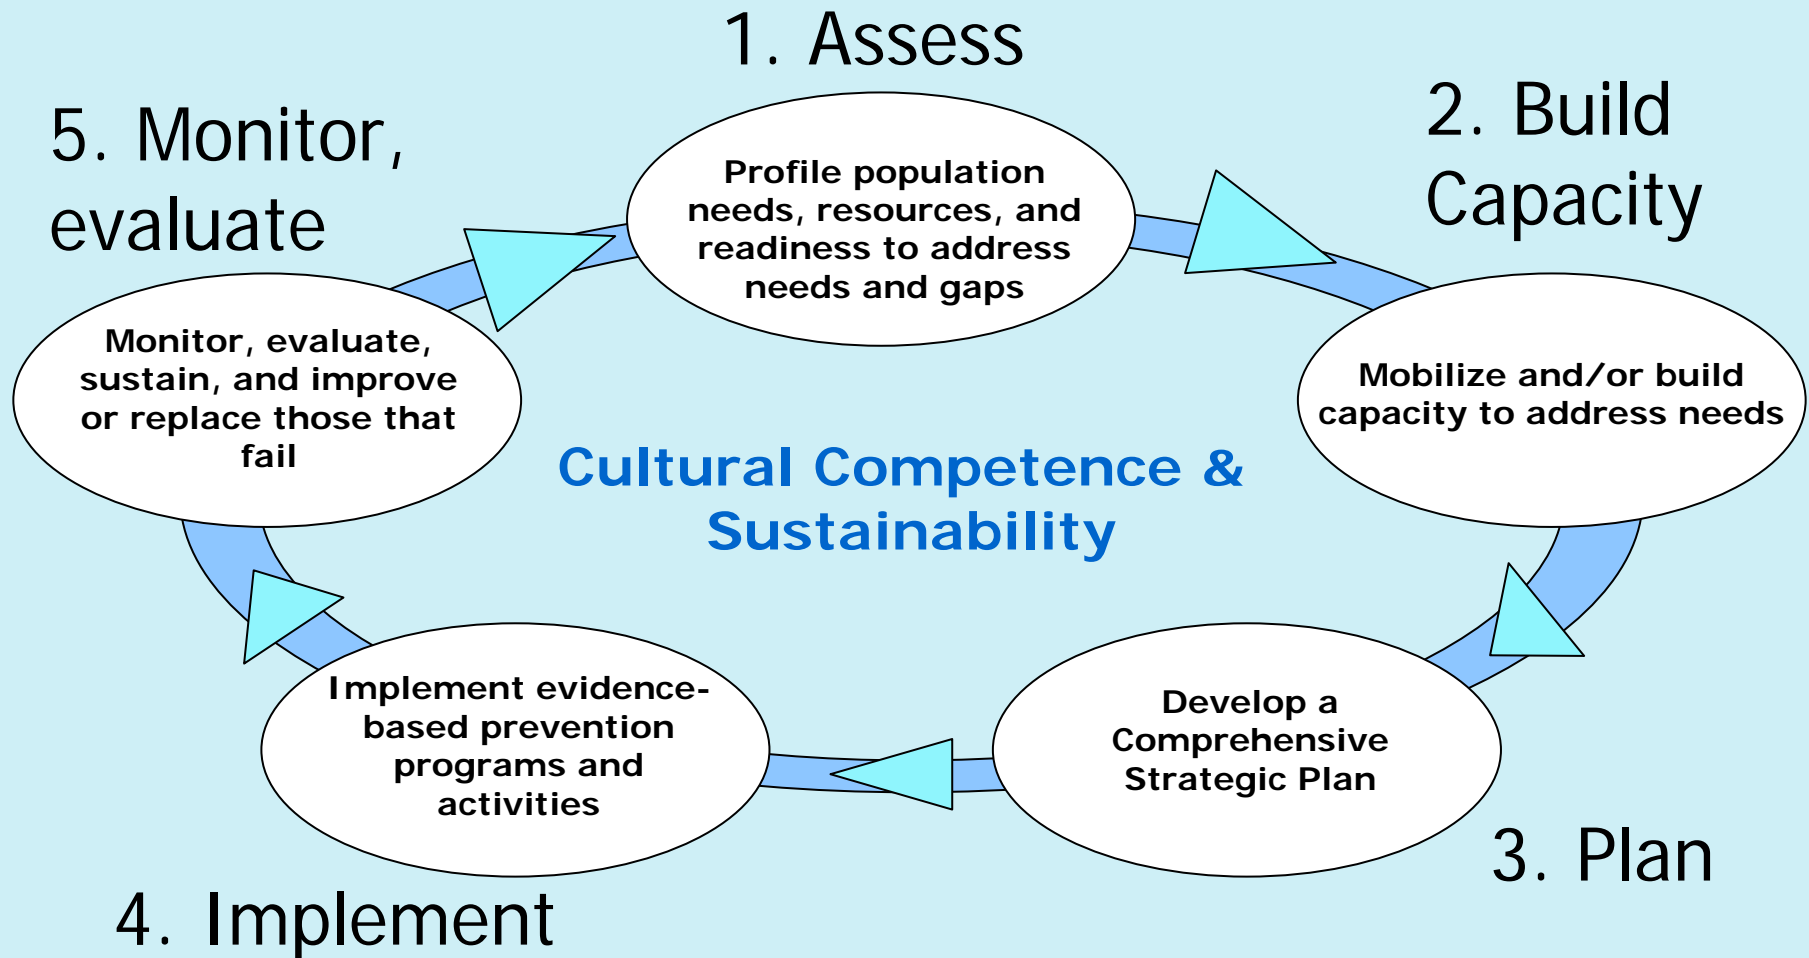 1. Assess
Profile population
needs, resources, and
readiness to address
needs and gaps
2. Build
Capacity
Mobilize and/or build
capacity to address needs
3. Plan
Develop a
Comprehensive
Strategic Plan
4. Implement
Implement evidence-
based prevention
programs and
activities
5. Monitor,
evaluate
Monitor, evaluate,
sustain, and improve
or replace those that
fail
Cultural Competence &
Sustainability